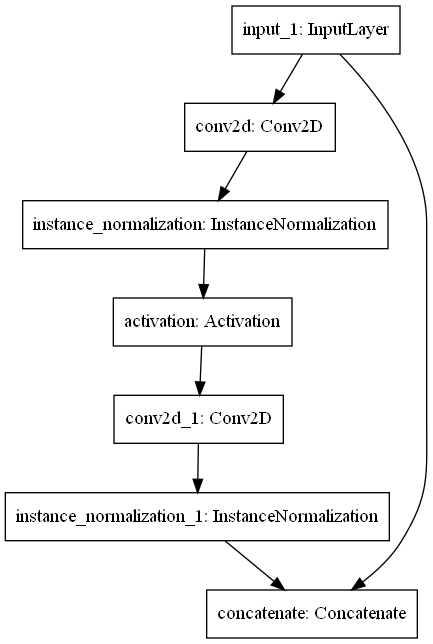 input_1: InputLayer
conv2d: Conv2D
instance_normalization: InstanceNormalization
activation: Activation
conv2d_1: Conv2D
instance_normalization_1: InstanceNormalization
concatenate: Concatenate